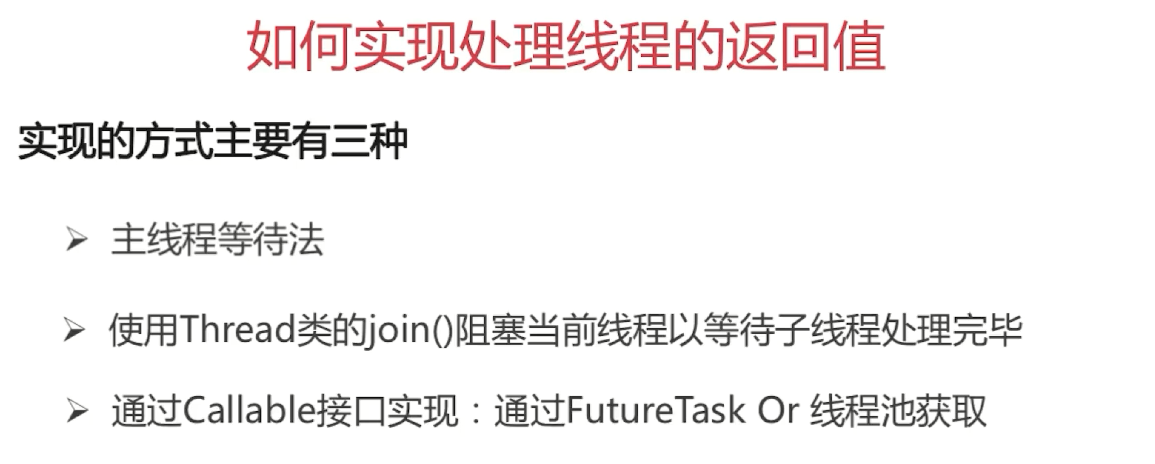 如何实现处理线程的返回值
实现的方式主要有三种
➢ 主线程等待法
➢ 使用Thread类的join()阻塞当前线程以等待子线程处理完毕
➢ 通过Callable接口实现：通过FutureTask Or 线程池获取